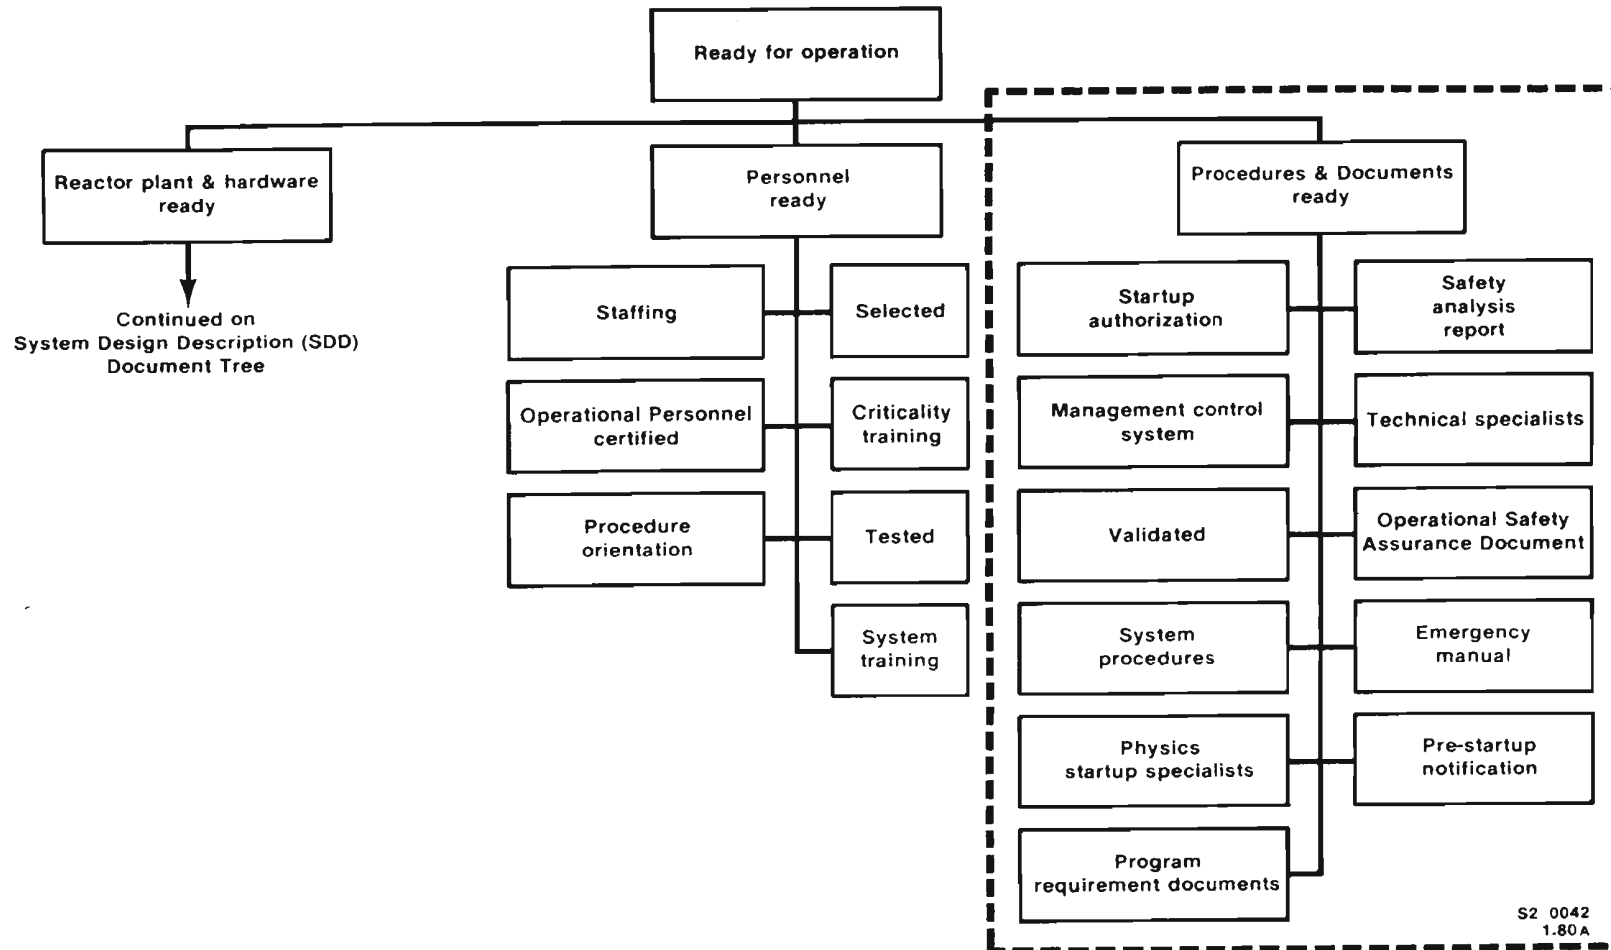 Ready for operation
Reactor plant & hardware
ready
Continued on
System Design Description (SDD)
Document Tree
Personnel
ready
Staffing
Selected
Operational Personnel
certified
Criticality
training
Procedure
orientation
Tested
System
training
Procedures & Documents
ready
Startup
authorization
Safety
analysis
report
Management control
system
Technical specialists
Validated
Operational Safety
Assurance Document
System
procedures
Emergency
manual
Physics
startup specialists
Pre-startup
notification
Program
requirement documents
S2 0042
1.80A